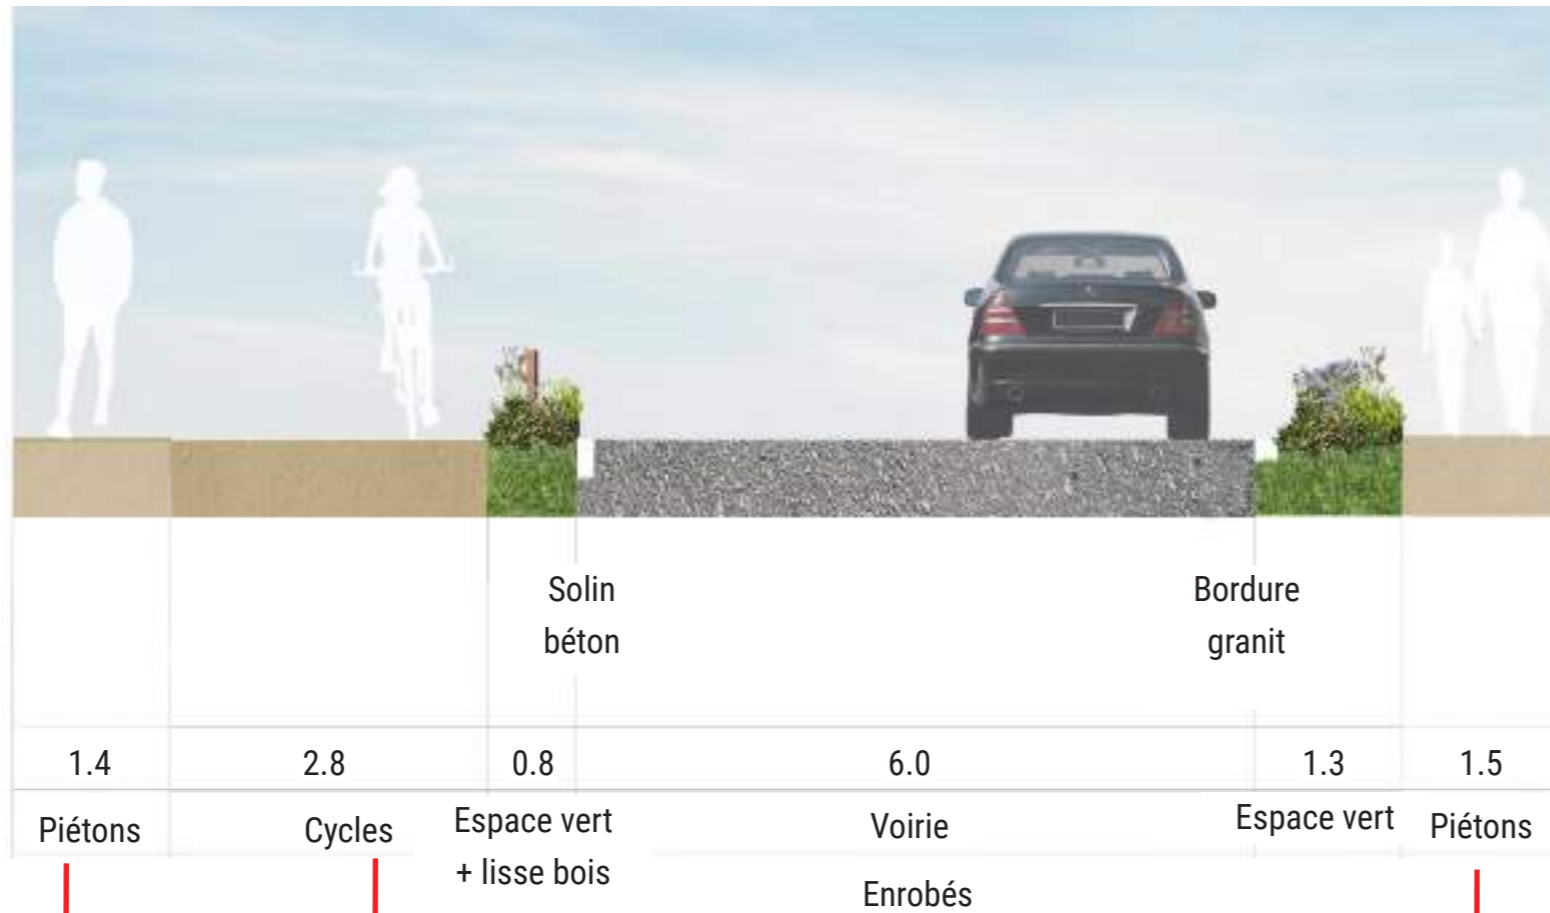 Solin
béton
Bordure
granit
1.4 2.8 0.8 6.0 1.3 1.5
Piétons Cycles Espace vert Voirie Espace vert Piétons
+ lisse bois
Enrobés